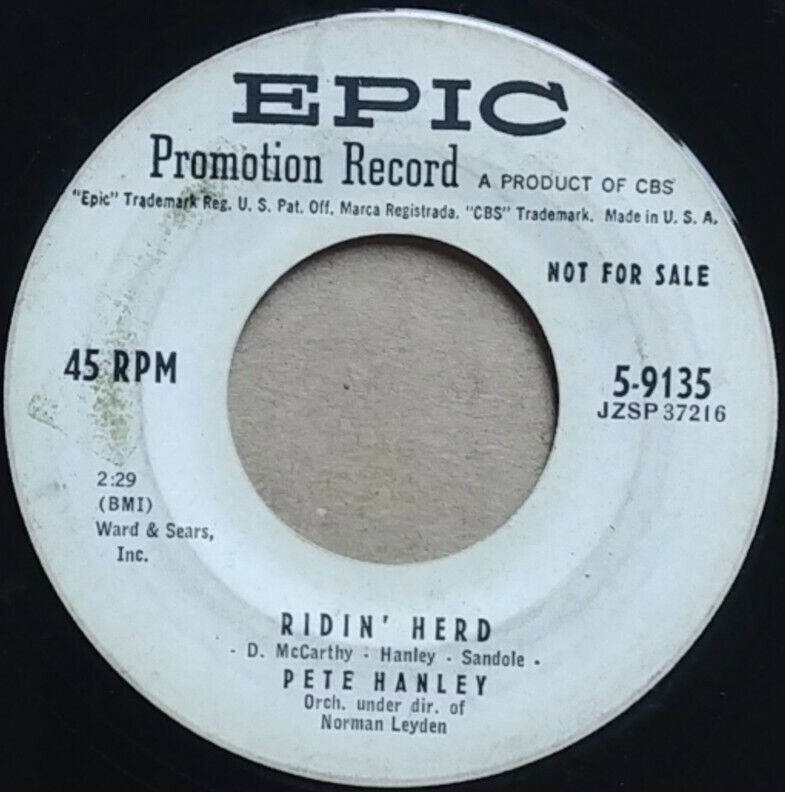 EPIC
Promotion Record A PRODUCT OF CBS
"Epic" Trademark Reg. U. S. Pat. Off. Marca Registrada. "CBS" Trademark. Made in U. S. A.
NOT FOR SALE
45 RPM
5-9135
JZSP 37216
2:29
(BMI)
Ward & Sears,
Inc.
RIDIN' HERD
- D. McCarthy - Hanley - Sandole -
PETE HANLEY
Orch. under dir. of
Norman Leyden